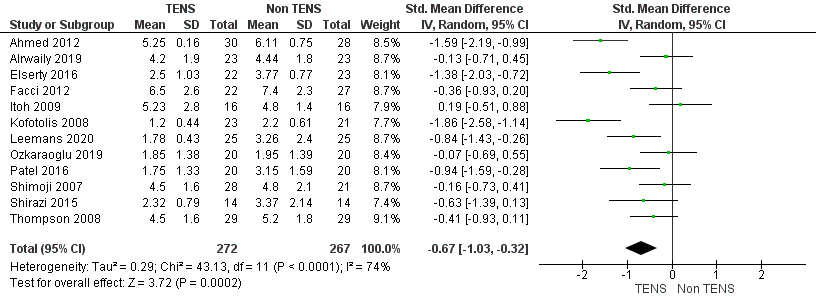 TENS Non TENS Std. Mean Difference Std. Mean Difference
Study or Subgroup Mean SD Total Mean SD Total Weight IV, Random, 95% CI IV, Random, 95% CI
Ahmed 2012 5.25 0.16 30 6.11 0.75 28 8.5% -1.59 [-2.19, -0.99]
Alrwaily 2019 4.2 1.9 23 4.44 1.8 23 8.6% -0.13 [-0.71, 0.45]
Elserty 2016 2.5 1.03 22 3.77 0.77 23 8.1% -1.38 [-2.03, -0.72]
Facci 2012 6.5 2.6 22 7.4 2.3 27 8.7% -0.36 [-0.93, 0.20]
Itoh 2009 5.23 2.8 16 4.8 1.4 16 7.8% 0.19 [-0.51, 0.88]
Kofotolis 2008 1.2 0.44 23 2.2 0.61 21 7.7% -1.86 [-2.58, -1.14]
Leemans 2020 1.78 0.43 25 3.26 2.4 25 8.6% -0.84 [-1.43, -0.26]
Ozkaraoglu 2019 1.85 1.38 20 1.95 1.39 20 8.3% -0.07 [-0.69, 0.55]
Patel 2016 1.75 1.33 20 3.15 1.59 20 8.1% -0.94 [-1.59, -0.28]
Shimoji 2007 4.5 1.6 28 4.8 2.1 21 8.7% -0.16 [-0.73, 0.41]
Shirazi 2015 2.32 0.79 14 3.37 2.14 14 7.4% -0.63 [-1.39, 0.13]
Thompson 2008 4.5 1.6 29 5.2 1.8 29 9.0% -0.41 [-0.93, 0.11]
Total (95% CI) 272 267 100.0% -0.67 [-1.03, -0.32]
Heterogeneity: Tau² = 0.29; Chi² = 43.13, df = 11 (P < 0.0001); I² = 74%
Test for overall effect: Z = 3.72 (P = 0.0002)
-2 -1 0 1 2
TENS Non TENS